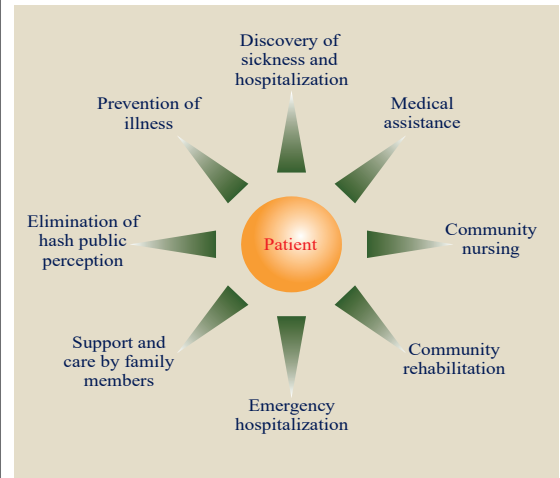 Discovery of
sickness and
hospitalization
Prevention of
illness
Medical
assistance
Elimination of
hash public
perception
Patient
Community
nursing
Support and
care by family
members
Community
rehabilitation
Emergency
hospitalization